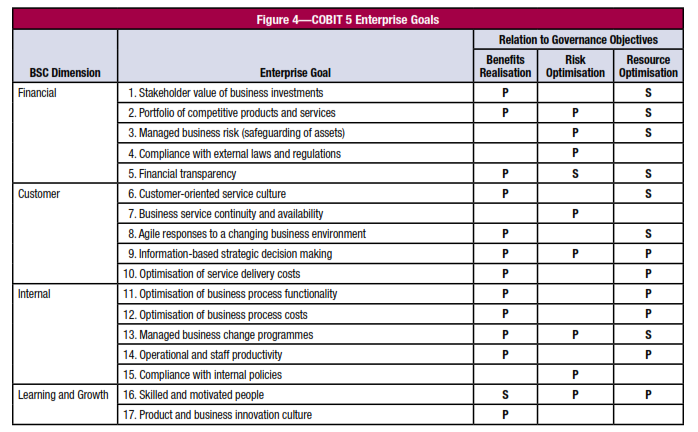 Figure 4—COBIT 5 Enterprise Goals
Relation to Governance Objectives
BSC Dimension Enterprise Goal Benefits Realisation Risk Optimisation Resource Optimisation
Financial 1. Stakeholder value of business investments P S
2. Portfolio of competitive products and services P P S
3. Managed business risk (safeguarding of assets) P S
4. Compliance with external laws and regulations P
5. Financial transparency P S S
Customer 6. Customer-oriented service culture P S
7. Business service continuity and availability P
8. Agile responses to a changing business environment P S
9. Information-based strategic decision making P P P
10. Optimisation of service delivery costs P P
Internal 11. Optimisation of business process functionality P P
12. Optimisation of business process costs P P
13. Managed business change programmes P P S
14. Operational and staff productivity P P
15. Compliance with internal policies P
Learning and Growth 16. Skilled and motivated people S P P
17. Product and business innovation culture P